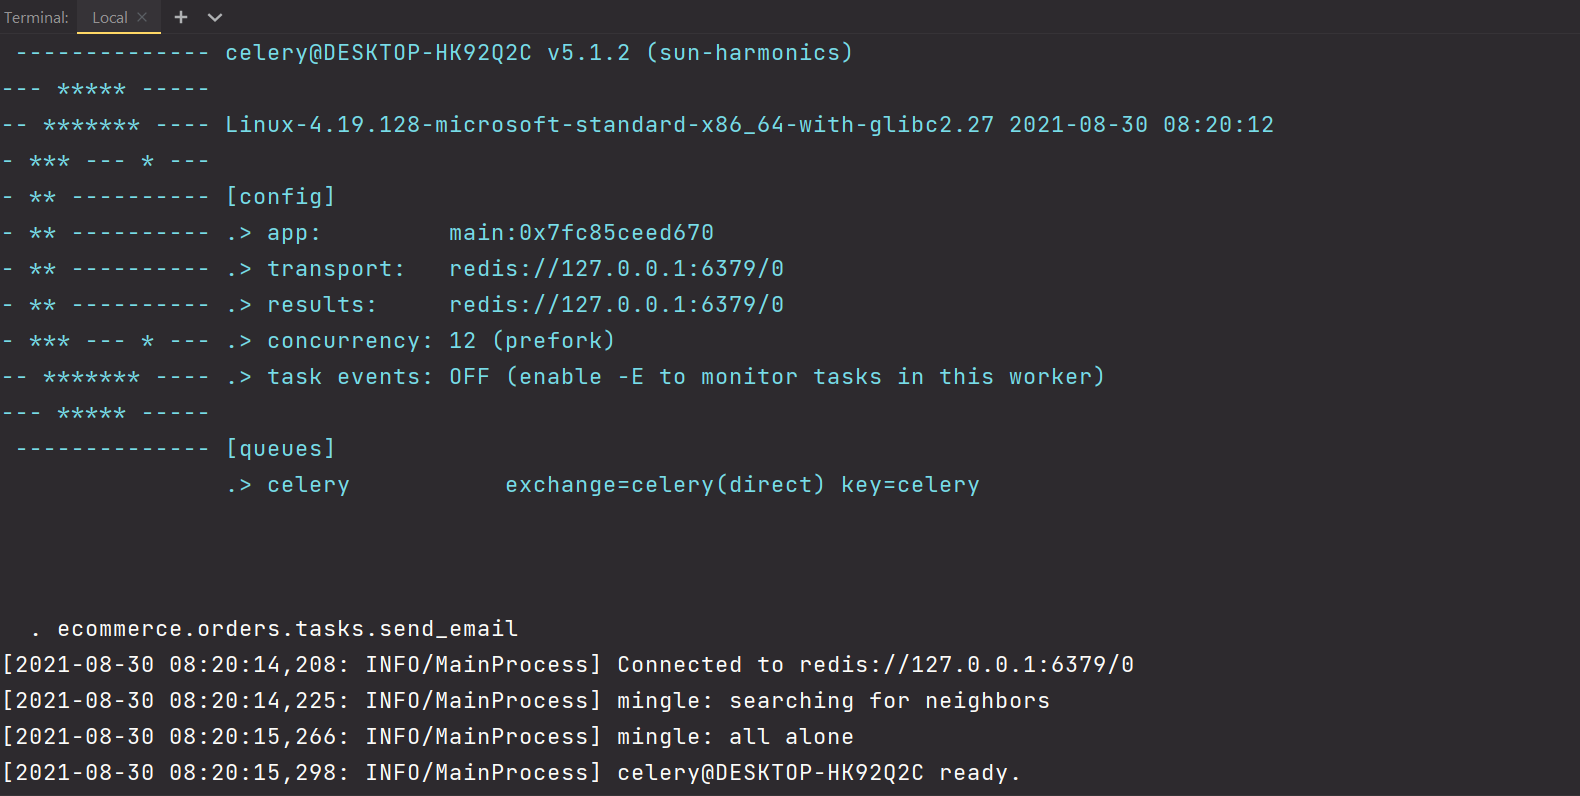 Terminal: Local × + 
 -------------- celery@DESKTOP-HK92Q2C v5.1.2 (sun-harmonics)
--- ***** -----
-- ******* ---- Linux-4.19.128-microsoft-standard-x86_64-with-glibc2.27 2021-08-30 08:20:12
- *** --- * ---
- ** ---------- [config]
- ** ---------- .> app:         main:0x7fc85ceed670
- ** ---------- .> transport:   redis://127.0.0.1:6379/0
- ** ---------- .> results:     redis://127.0.0.1:6379/0
- *** --- * --- .> concurrency: 12 (prefork)
-- ******* ---- .> task events: OFF (enable -E to monitor tasks in this worker)
--- ***** -----
 -------------- [queues]
                .> celery           exchange=celery(direct) key=celery
  . ecommerce.orders.tasks.send_email
[2021-08-30 08:20:14,208: INFO/MainProcess] Connected to redis://127.0.0.1:6379/0
[2021-08-30 08:20:14,225: INFO/MainProcess] mingle: searching for neighbors
[2021-08-30 08:20:15,266: INFO/MainProcess] mingle: all alone
[2021-08-30 08:20:15,298: INFO/MainProcess] celery@DESKTOP-HK92Q2C ready.